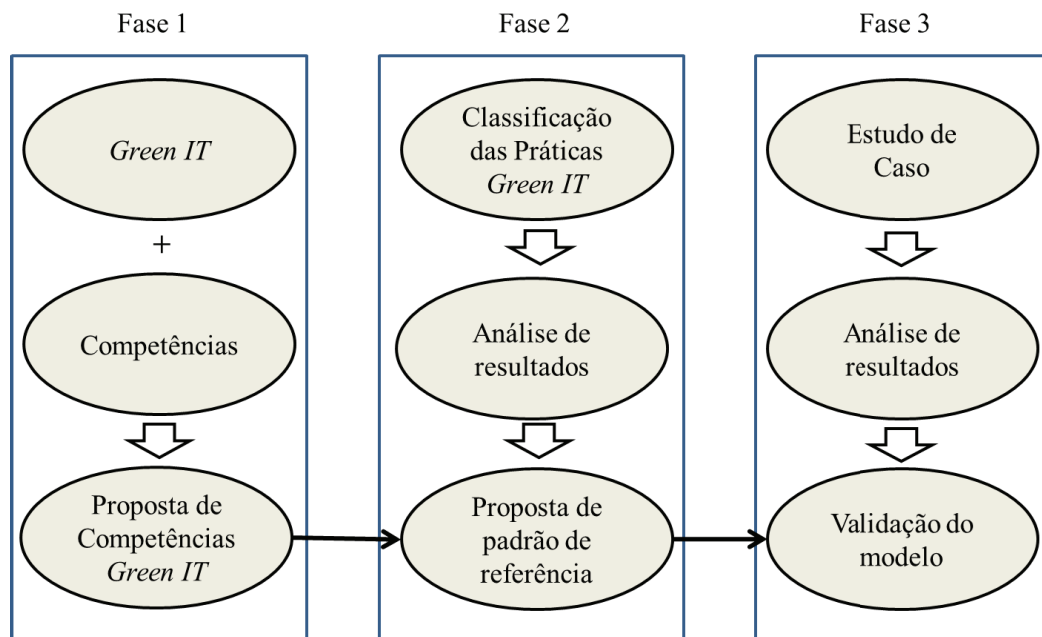 Fase 1
Green IT
+
Competências
Proposta de
Competências
Green IT
Fase 2
Classificação
das Práticas
Green IT
Análise de
resultados
Proposta de
padrão de
referência
Fase 3
Estudo de
Caso
Análise de
resultados
Validação do
modelo